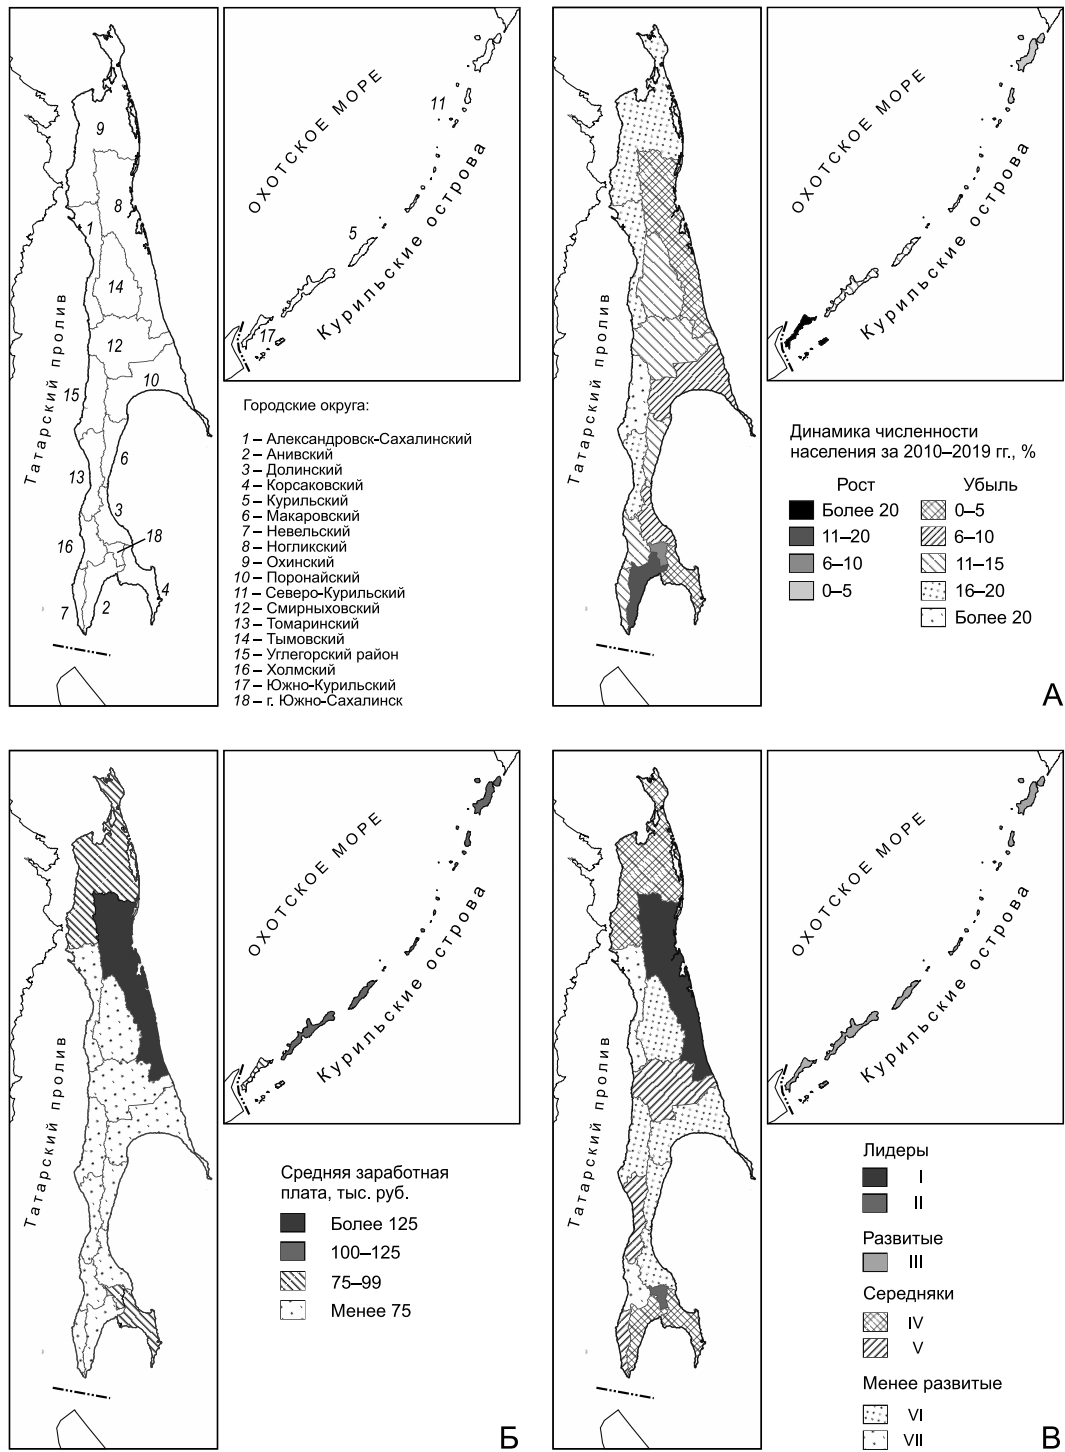 ОХОТСКОЕ МОРЕ
Курильские острова
Татарский пролив
9
8
1
14
12
10
15
6
13
3
18
16
4
7
2
11
5
17
Городские округа:
1 – Александровск-Сахалинский
2 – Анивский
3 – Долинский
4 – Корсаковский
5 – Курильский
6 – Макаровский
7 – Невельский
8 – Ногликский
9 – Охинский
10 – Поронайский
11 – Северо-Курильский
12 – Смирныховский
13 – Томаринский
14 – Тымовский
15 – Углегорский район
16 – Холмский
17 – Южно-Курильский
18 – г. Южно-Сахалинск
ОХОТСКОЕ МОРЕ
Курильские острова
Татарский пролив
Динамика численности
населения за 2010–2019 гг., %
Рост Убыль
Более 20 0–5
11–20 6–10
6–10 11–15
0–5 16–20
Более 20
А
ОХОТСКОЕ МОРЕ
Курильские острова
Татарский пролив
Средняя заработная
плата, тыс. руб.
Более 125
100–125
75–99
Менее 75
Б
ОХОТСКОЕ МОРЕ
Курильские острова
Татарский пролив
Лидеры
I
II
Развитые
III
Середняки
IV
V
Менее развитые
VI
VII
В